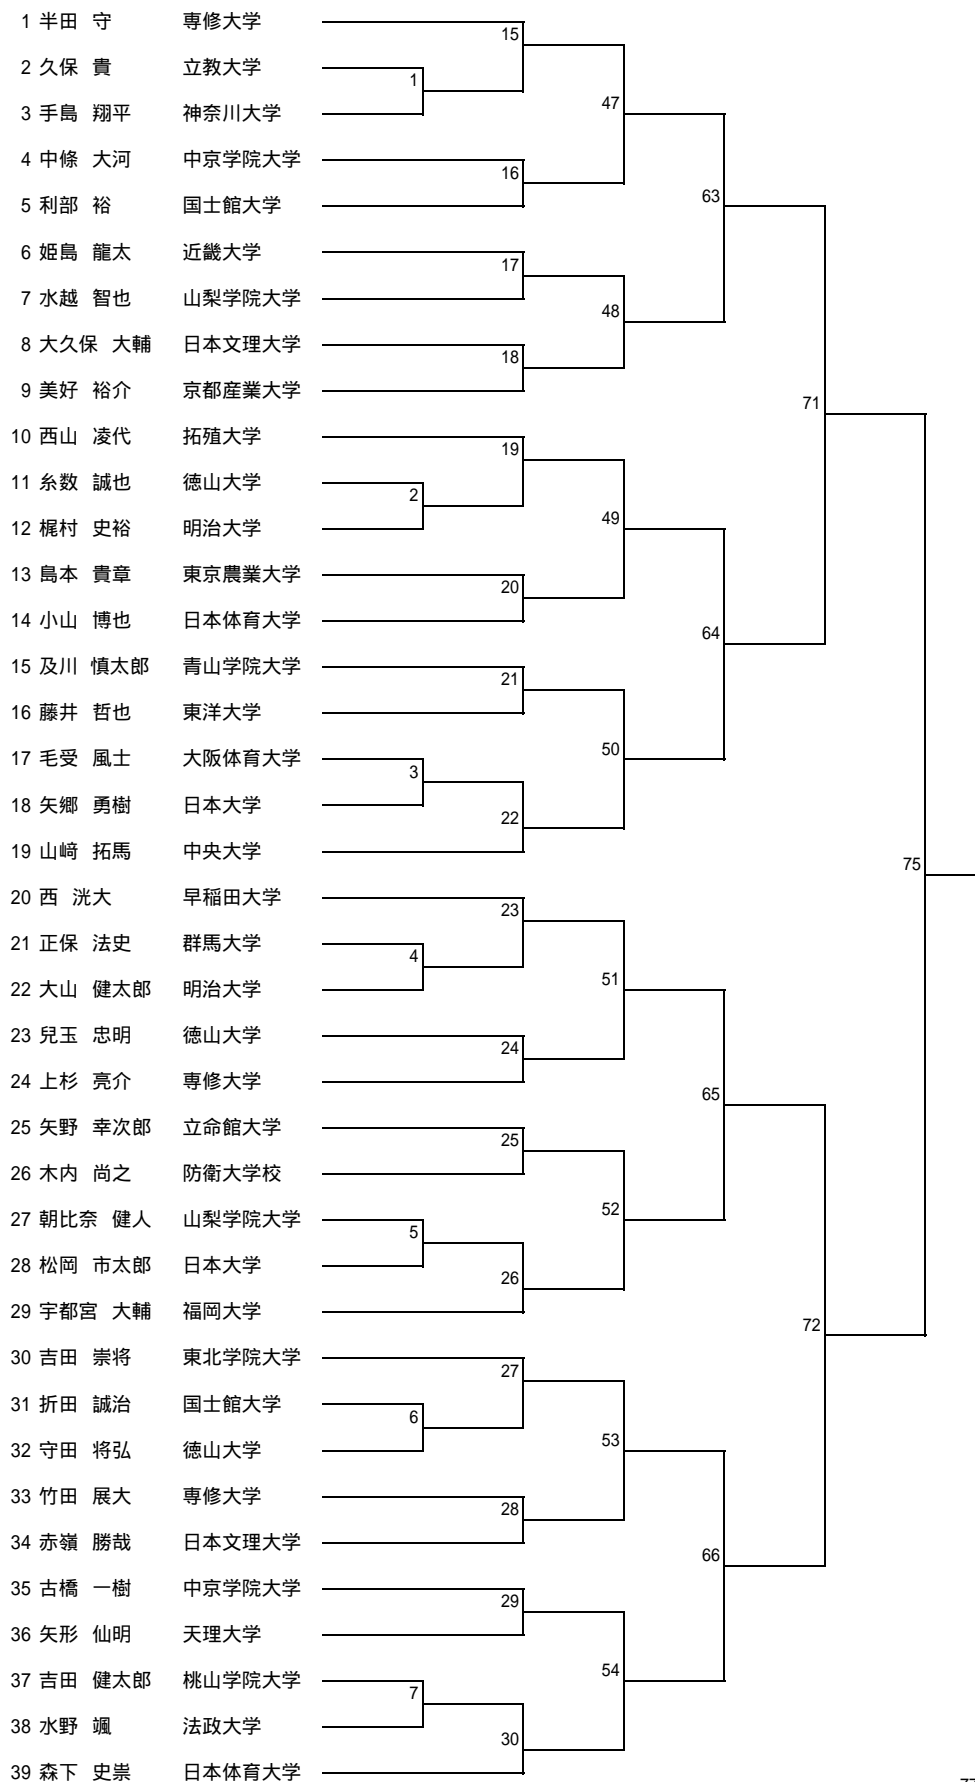 1 半田 守 専修大学
15
2 久保 貴 立教大学
1
47
3 手島 翔平 神奈川大学
4 中條 大河 中京学院大学
16
63
5 利部 裕 国士館大学
6 姫島 龍太 近畿大学
17
7 水越 智也 山梨学院大学
48
8 大久保 大輔 日本文理大学
18
9 美好 裕介 京都産業大学
71
10 西山 凌代 拓殖大学
19
11 糸数 誠也 徳山大学
2
49
12 梶村 史裕 明治大学
13 島本 貴章 東京農業大学
20
14 小山 博也 日本体育大学
64
15 及川 慎太郎 青山学院大学
21
16 藤井 哲也 東洋大学
50
17 毛受 風士 大阪体育大学
3
18 矢郷 勇樹 日本大学
22
19 山﨑 拓馬 中央大学
75
20 西 洸大 早稲田大学
23
21 正保 法史 群馬大学
4
51
22 大山 健太郎 明治大学
23 兒玉 忠明 徳山大学
24
24 上杉 亮介 専修大学
65
25 矢野 幸次郎 立命館大学
25
26 木内 尚之 防衛大学校
52
27 朝比奈 健人 山梨学院大学
5
28 松岡 市太郎 日本大学
26
29 宇都宮 大輔 福岡大学
72
30 吉田 崇将 東北学院大学
27
31 折田 誠治 国士館大学
6
53
32 守田 将弘 徳山大学
33 竹田 展大 専修大学
28
34 赤嶺 勝哉 日本文理大学
66
35 古橋 一樹 中京学院大学
29
36 矢形 仙明 天理大学
54
37 吉田 健太郎 桃山学院大学
7
38 水野 颯 法政大学
30
39 森下 史崇 日本体育大学